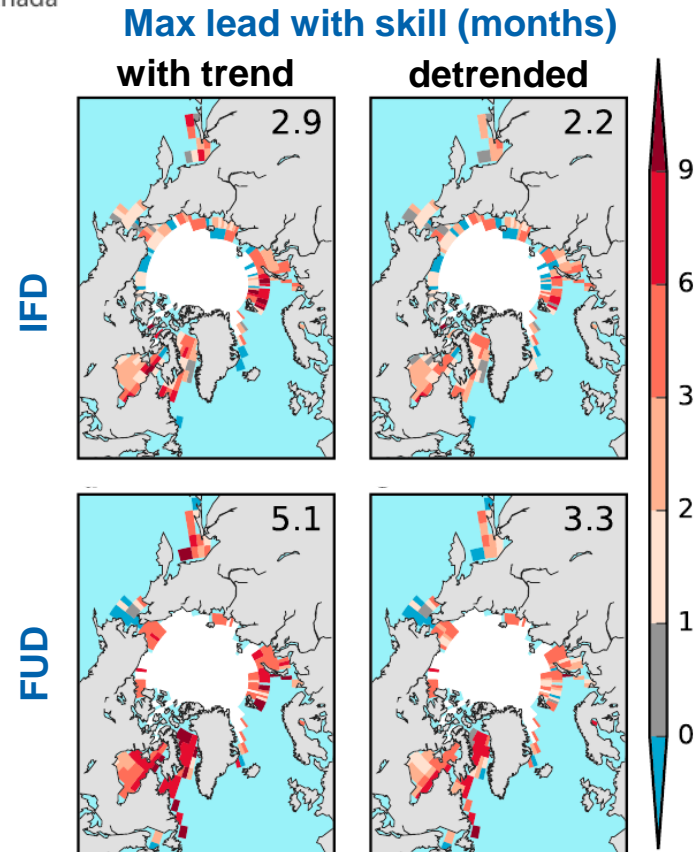 Max lead with skill (months)
with trend detrended
IFD
2.9
2.2
9
6
3
2
1
0
FUD
5.1
3.3